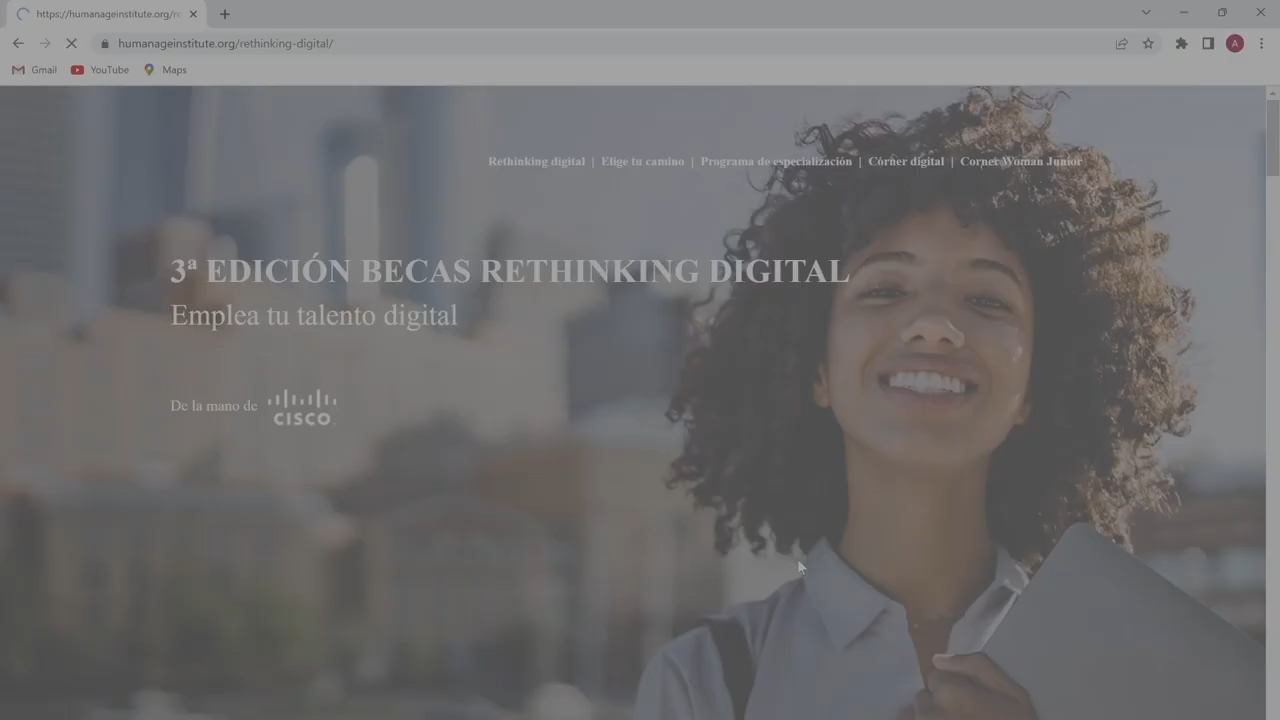 https://humanageinstitute.org/re
humanageinstitute.org/rethinking-digital/
A
Gmail
YouTube
Maps
Rethinking digital | Elige tu camino | Programa de especialización | Córner digital | Corner Woman Junior
3ª EDICIÓN BECAS RETHINKING DIGITAL
Emplea tu talento digital
De la mano de CISCO